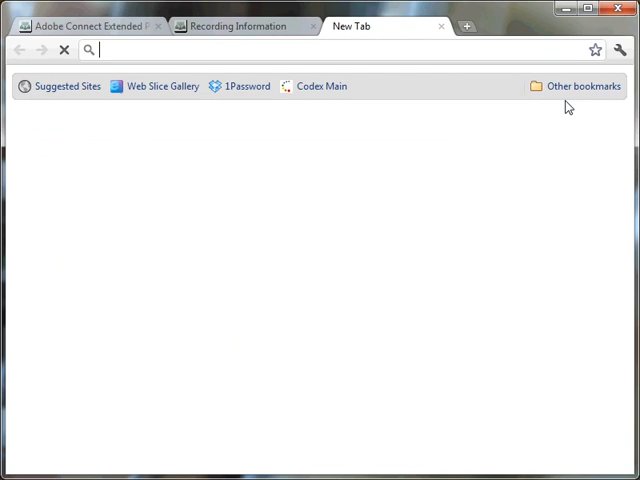 Adobe Connect Extended P
Recording Information
New Tab
Suggested Sites
Web Slice Gallery
1Password
Codex Main
Other bookmarks